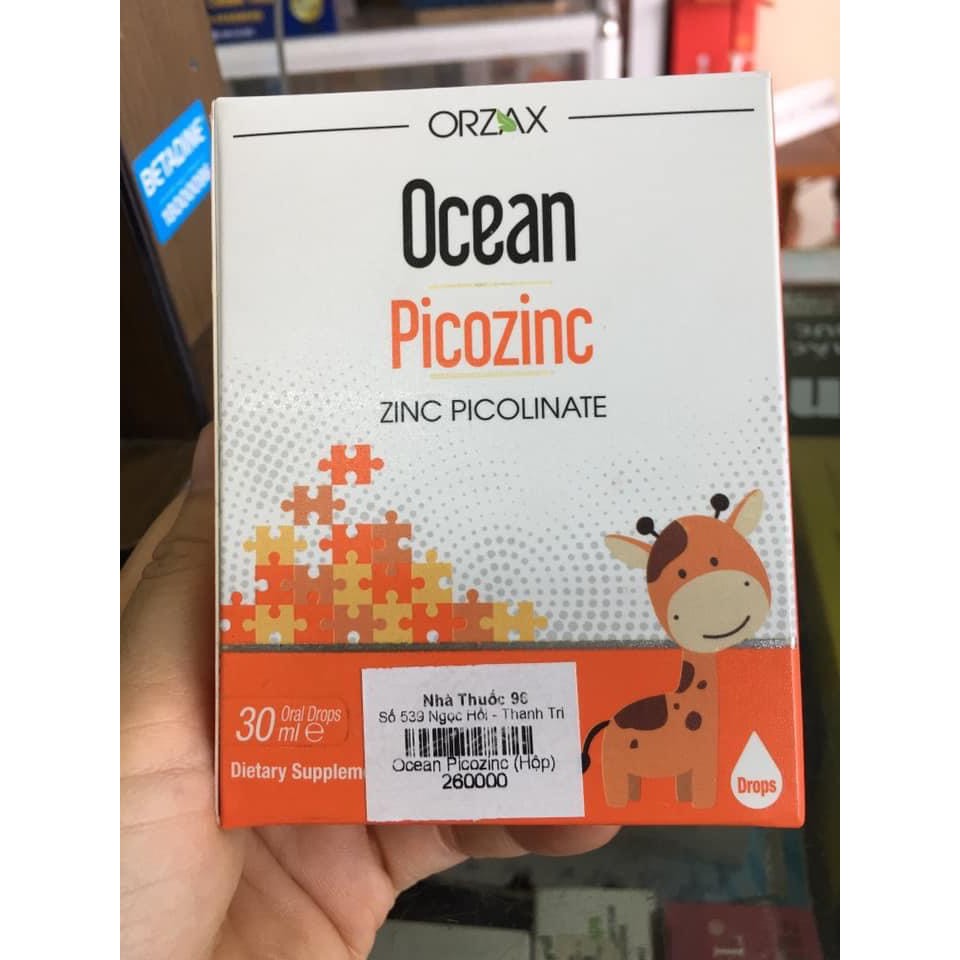 ORZAX
Ocean
Picozinc
ZINC PICOLINATE
30 ml e
Oral Drops
Dietary Supplem
Nhà Thuốc 96
Số 539 Ngọc Hồi - Thanh Trì
Ocean Picozinc (Hộp)
260000
Drops
BETADINE